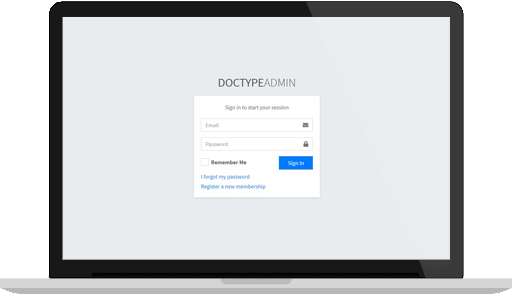 DOCTYPEADMIN
Sign in to start your session
Email
Password
Remember Me
Sign In
I forgot my password
Register a new membership